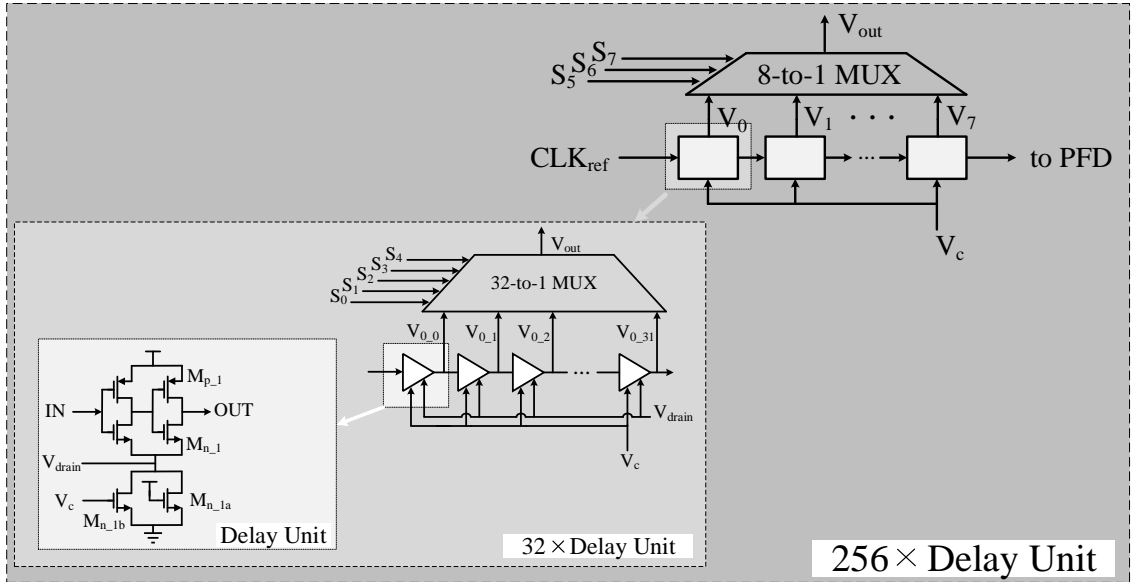 V_out
S_5 S_6 S_7
8-to-1 MUX
V_0 V_1 · · · V_7
CLK_ref ... to PFD
V_c
V_out
S_0 S_1 S_2 S_3 S_4
32-to-1 MUX
V_0_0 V_0_1 V_0_2 V_0_31
...
V_drain
V_c
M_p_1
IN OUT
M_n_1
V_drain
V_c M_n_1a
M_n_1b
Delay Unit
32 × Delay Unit
256 × Delay Unit